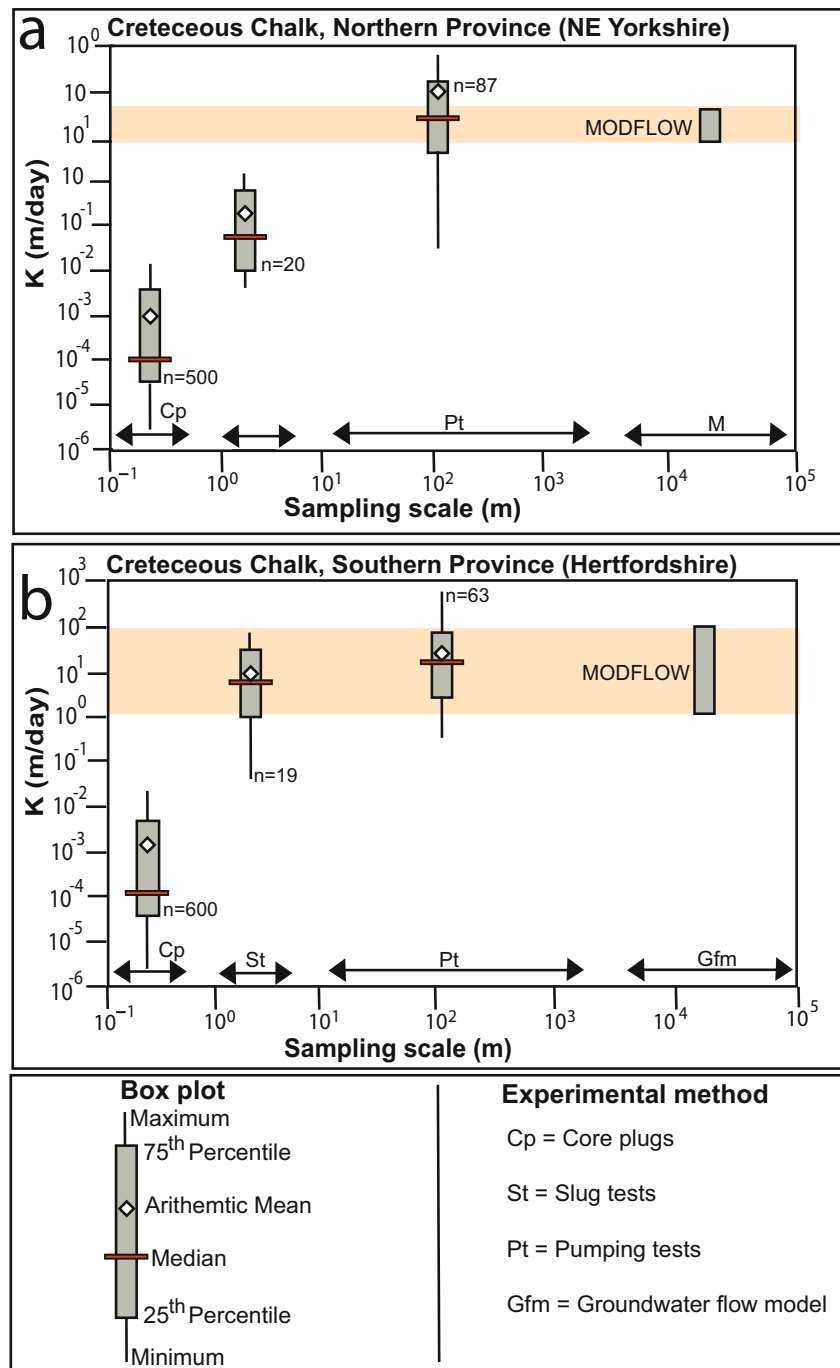 a
Creteceous Chalk, Northern Province (NE Yorkshire)
K (m/day)
10⁰
10
10¹
10
10⁻¹
10⁻²
10⁻³
10⁻⁴
10⁻⁵
10⁻⁶
n=87
MODFLOW
n=20
n=500
Cp
Pt
M
10⁻¹
10⁰
10¹
10²
10³
10⁴
10⁵
Sampling scale (m)
b
Creteceous Chalk, Southern Province (Hertfordshire)
K (m/day)
10³
10²
10¹
10⁰
10⁻¹
10⁻²
10⁻³
10⁻⁴
10⁻⁵
10⁻⁶
n=63
MODFLOW
n=19
n=600
Cp
St
Pt
Gfm
10⁻¹
10⁰
10¹
10²
10³
10⁴
10⁵
Sampling scale (m)
Box plot
Maximum
75th Percentile
Arithemtic Mean
Median
25th Percentile
Minimum
Experimental method
Cp = Core plugs
St = Slug tests
Pt = Pumping tests
Gfm = Groundwater flow model